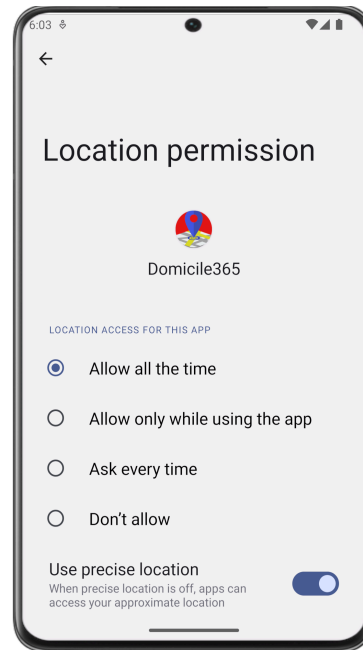 6:03
Location permission
Domicile365
LOCATION ACCESS FOR THIS APP
Allow all the time
Allow only while using the app
Ask every time
Don't allow
Use precise location
When precise location is off, apps can
access your approximate location